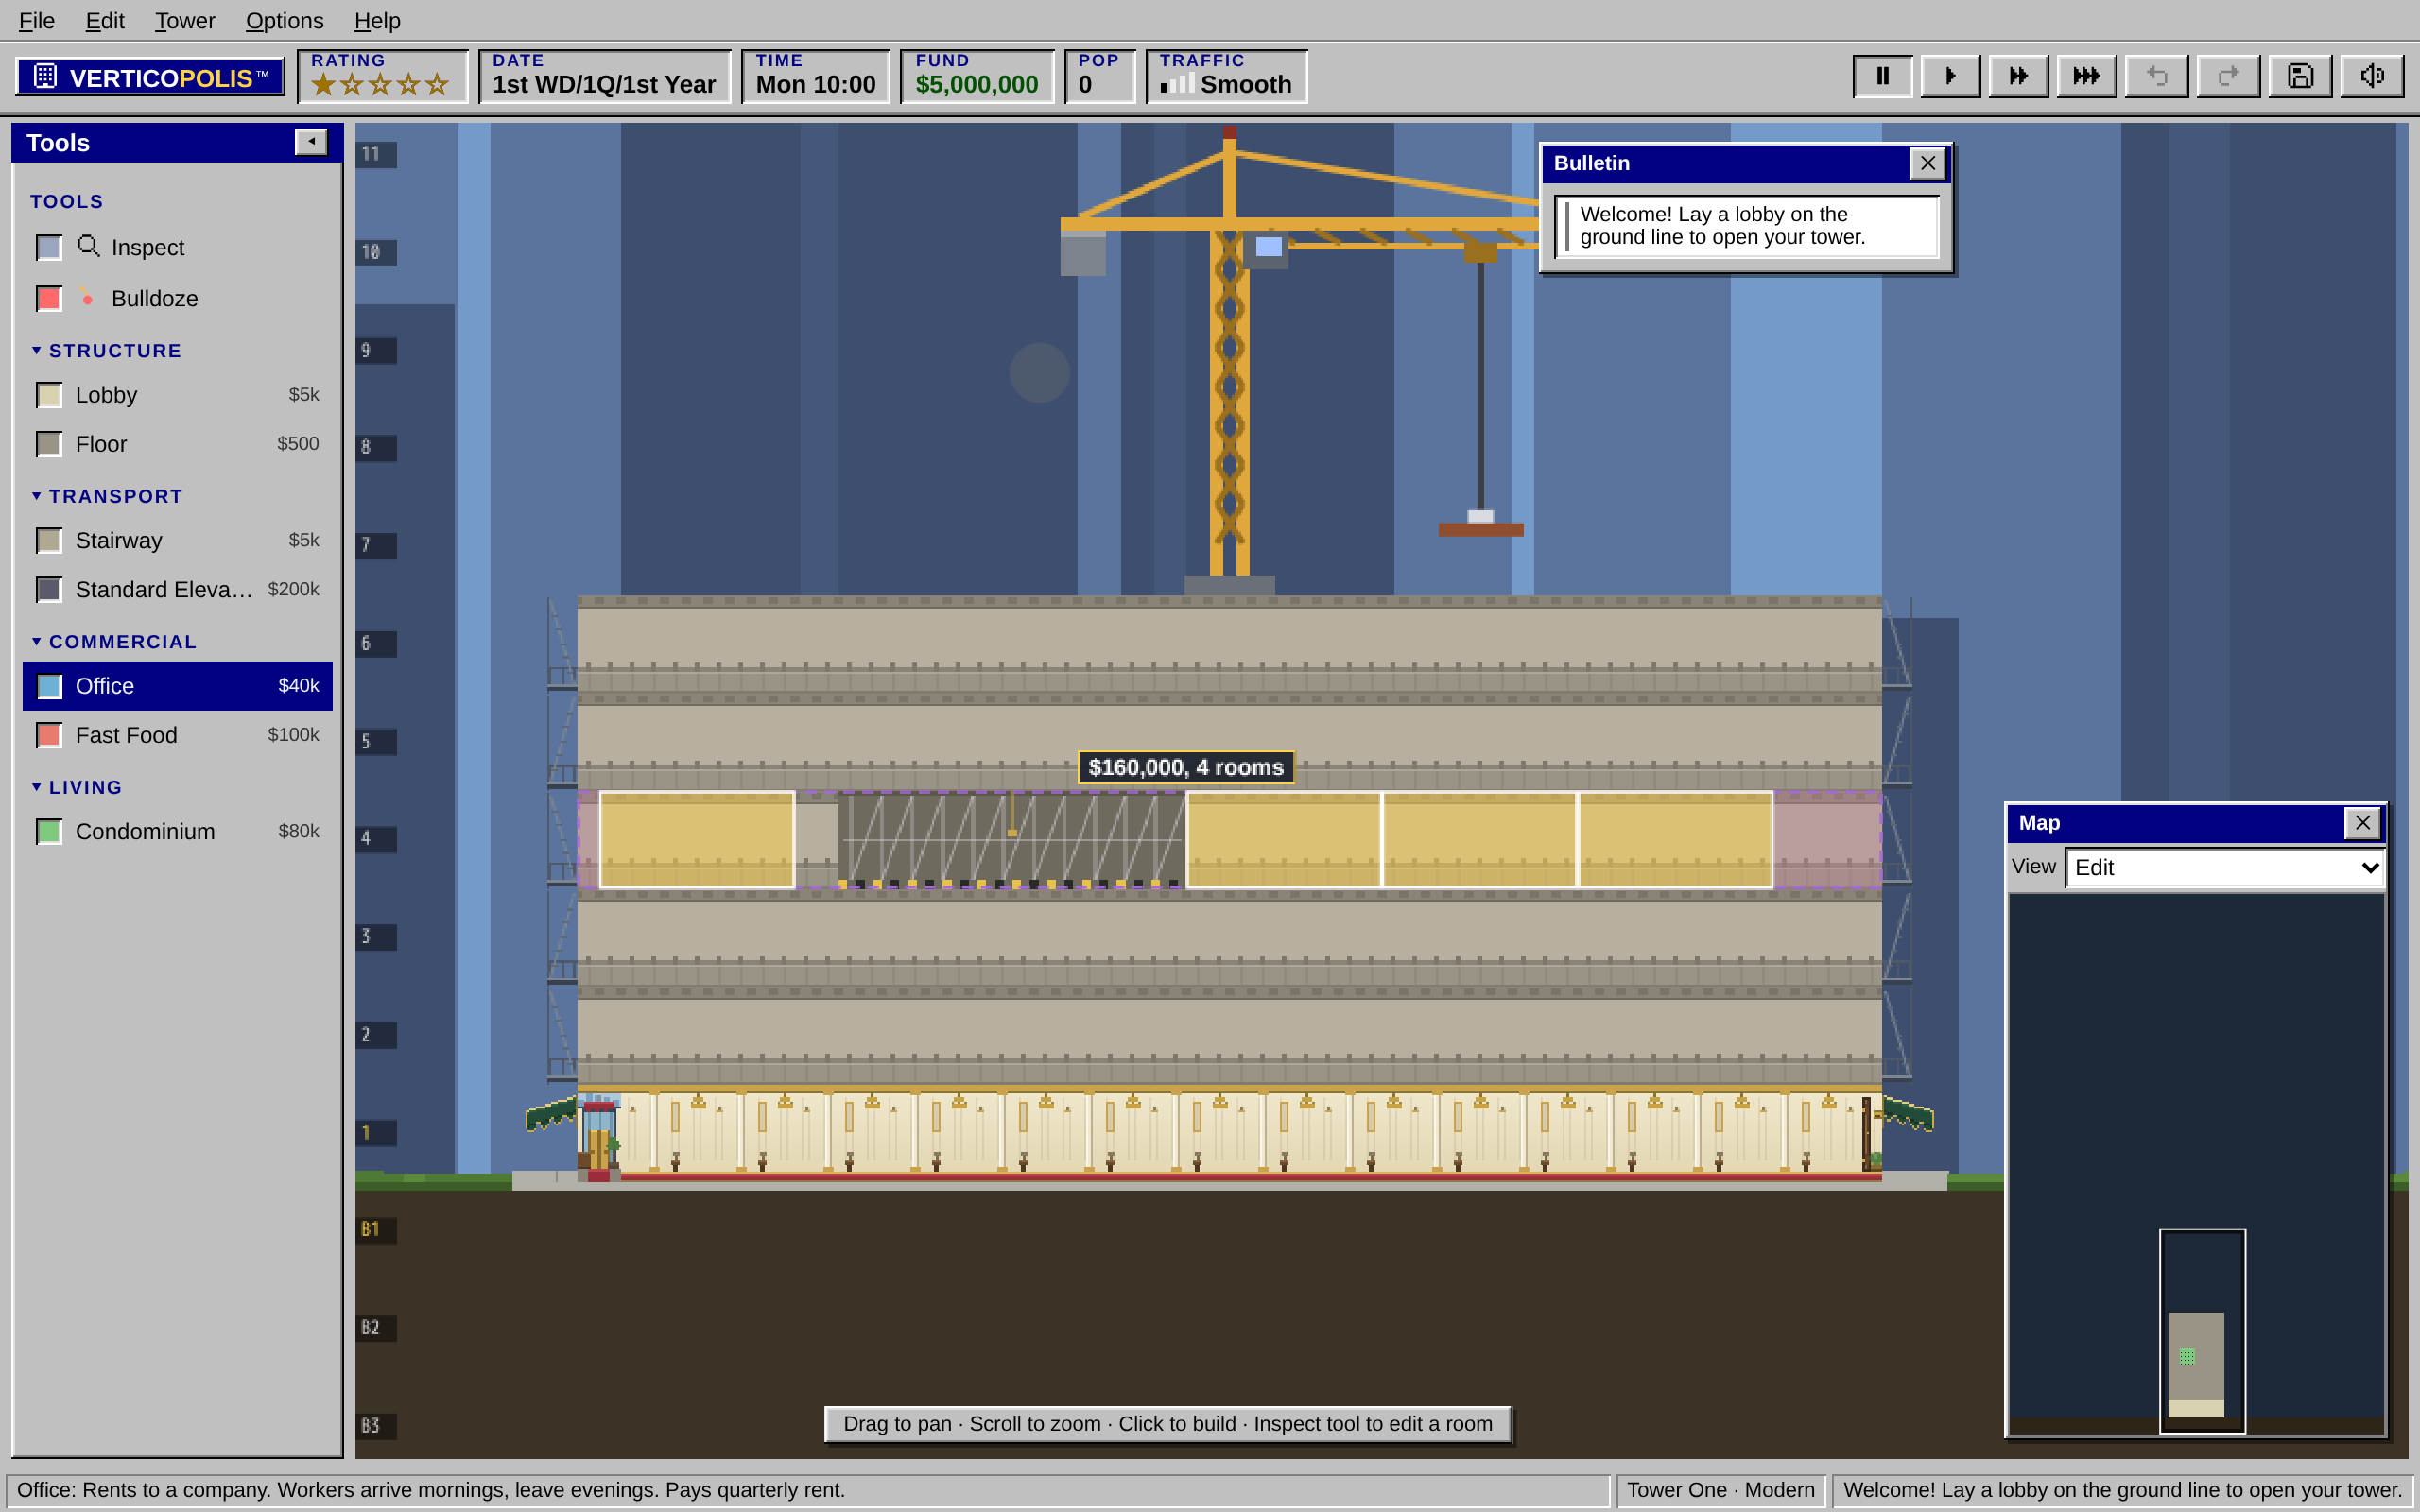 File Edit Tower Options Help
VERTICOPOLIS™
RATING
DATE
1st WD/1Q/1st Year
TIME
Mon 10:00
FUND
$5,000,000
POP
0
TRAFFIC
Smooth
Tools
TOOLS
Inspect
Bulldoze
STRUCTURE
Lobby $5k
Floor $500
TRANSPORT
Stairway $5k
Standard Eleva… $200k
COMMERCIAL
Office $40k
Fast Food $100k
LIVING
Condominium $80k
11
10
9
8
7
6
5
4
3
2
1
B1
B2
B3
Bulletin
Welcome! Lay a lobby on the
ground line to open your tower.
$160,000, 4 rooms
Map
View Edit
Drag to pan · Scroll to zoom · Click to build · Inspect tool to edit a room
Office: Rents to a company. Workers arrive mornings, leave evenings. Pays quarterly rent.
Tower One · Modern
Welcome! Lay a lobby on the ground line to open your tower.